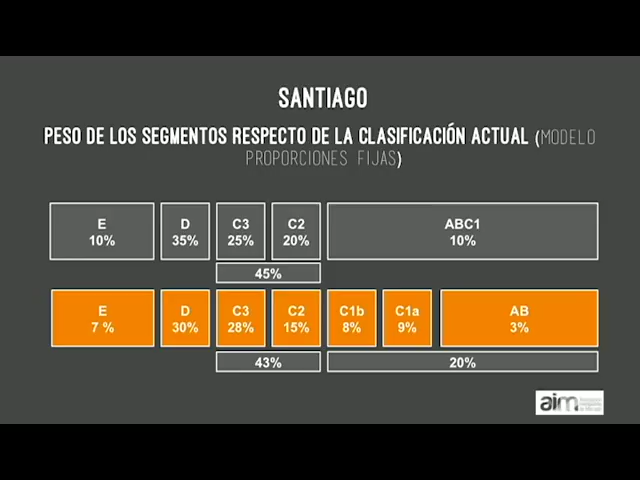 SANTIAGO
PESO DE LOS SEGMENTOS RESPECTO DE LA CLASIFICACIÓN ACTUAL (MODELO
PROPORCIONES FIJAS)
E D C3 C2 ABC1
10% 35% 25% 20% 10%
45%
E D C3 C2 C1b C1a AB
7 % 30% 28% 15% 8% 9% 3%
43% 20%
aim